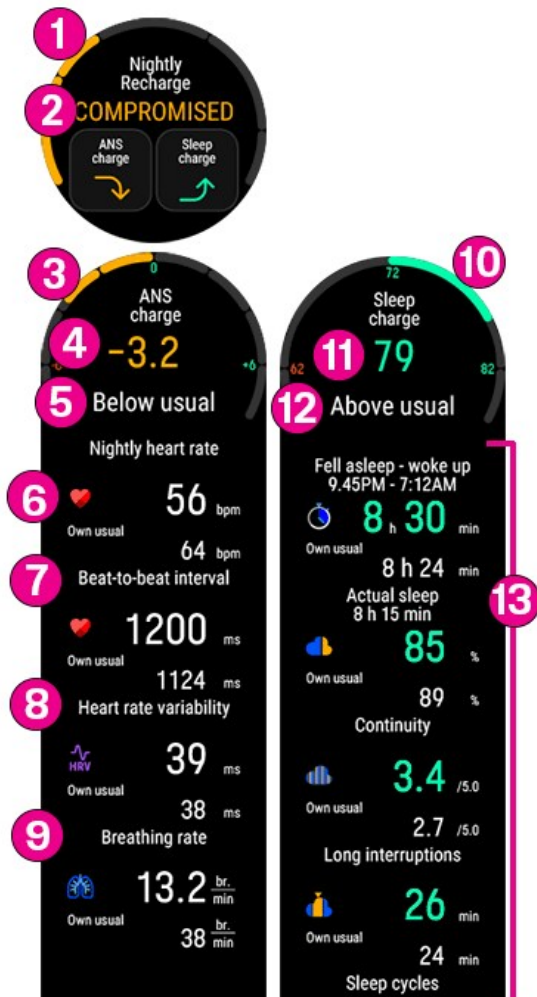 1
Nightly
Recharge
2
COMPROMISED
ANS
charge
Sleep
charge
3
0
ANS
charge
4
-3.2
+6
5
Below usual
Nightly heart rate
6
56 bpm
Own usual
64 bpm
7
Beat-to-beat interval
1200 ms
Own usual
1124 ms
8
Heart rate variability
HRV
39 ms
Own usual
38 ms
9
Breathing rate
13.2 br./min
Own usual
38 br./min
10
72
Sleep
charge
11
79
62
82
12
Above usual
13
Fell asleep - woke up
9.45PM - 7:12AM
8 h 30 min
Own usual
8 h 24 min
Actual sleep
8 h 15 min
85 %
Own usual
89 %
Continuity
3.4 /5.0
Own usual
2.7 /5.0
Long interruptions
26 min
Own usual
24 min
Sleep cycles